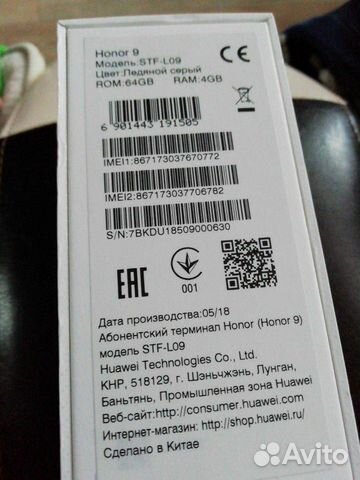 Honor 9
Модель:STF-L09
Цвет:Ледяной серый
ROM:64GB RAM:4GB
6 901443 191505
IMEI1:867173037670772
IMEI2:867173037706782
S/N:7BKDU18509000630
EAC
001
Дата производства:05/18
Абонентский терминал Honor (Honor 9)
модель STF-L09
Huawei Technologies Co., Ltd.
КНР, 518129, г. Шэньчжэнь, Лунган,
Баньтянь, Промышленная зона Huawei
Веб-сайт:http://consumer.huawei.com
Интернет-магазин: http://shop.huawei.ru/
Сделано в Китае
Avito